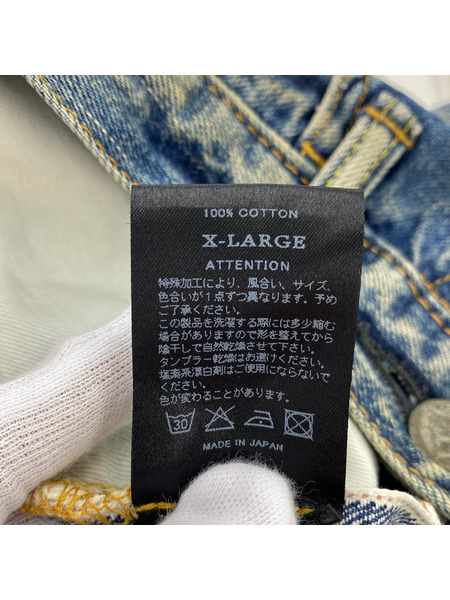 100% COTTON
X-LARGE
ATTENTION
特殊加工により、風合い、サイズ、
色合いが1点ずつ異なります。予め
ご了承ください。
この製品を洗濯する際には多少縮む
場合がありますので形を整えてから
陰干しで自然乾燥させてください。
タンブラー乾燥はお避けください。
塩素系漂白剤はご使用にならないで
ください。
色が変わることがあります。
30
MADE IN JAPAN